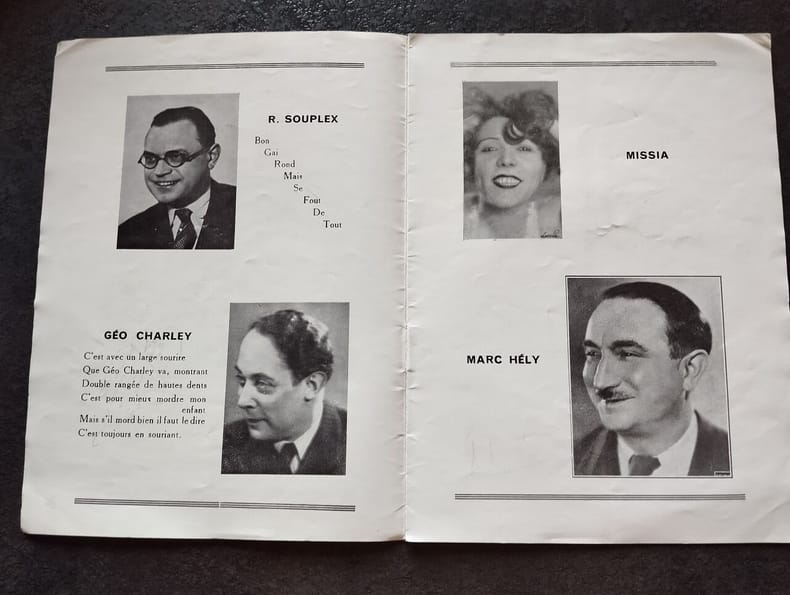 R. SOUPLEX
Bon
Gai
Rond
Mais
Se
Fout
De
Tout
GÉO CHARLEY
C'est avec un large sourire
Que Géo Charley va, montrant
Double rangée de hautes dents
C'est pour mieux mordre mon
enfant
Mais s'il mord bien il faut le dire
C'est toujours en souriant.
MISSIA
MARC HÉLY